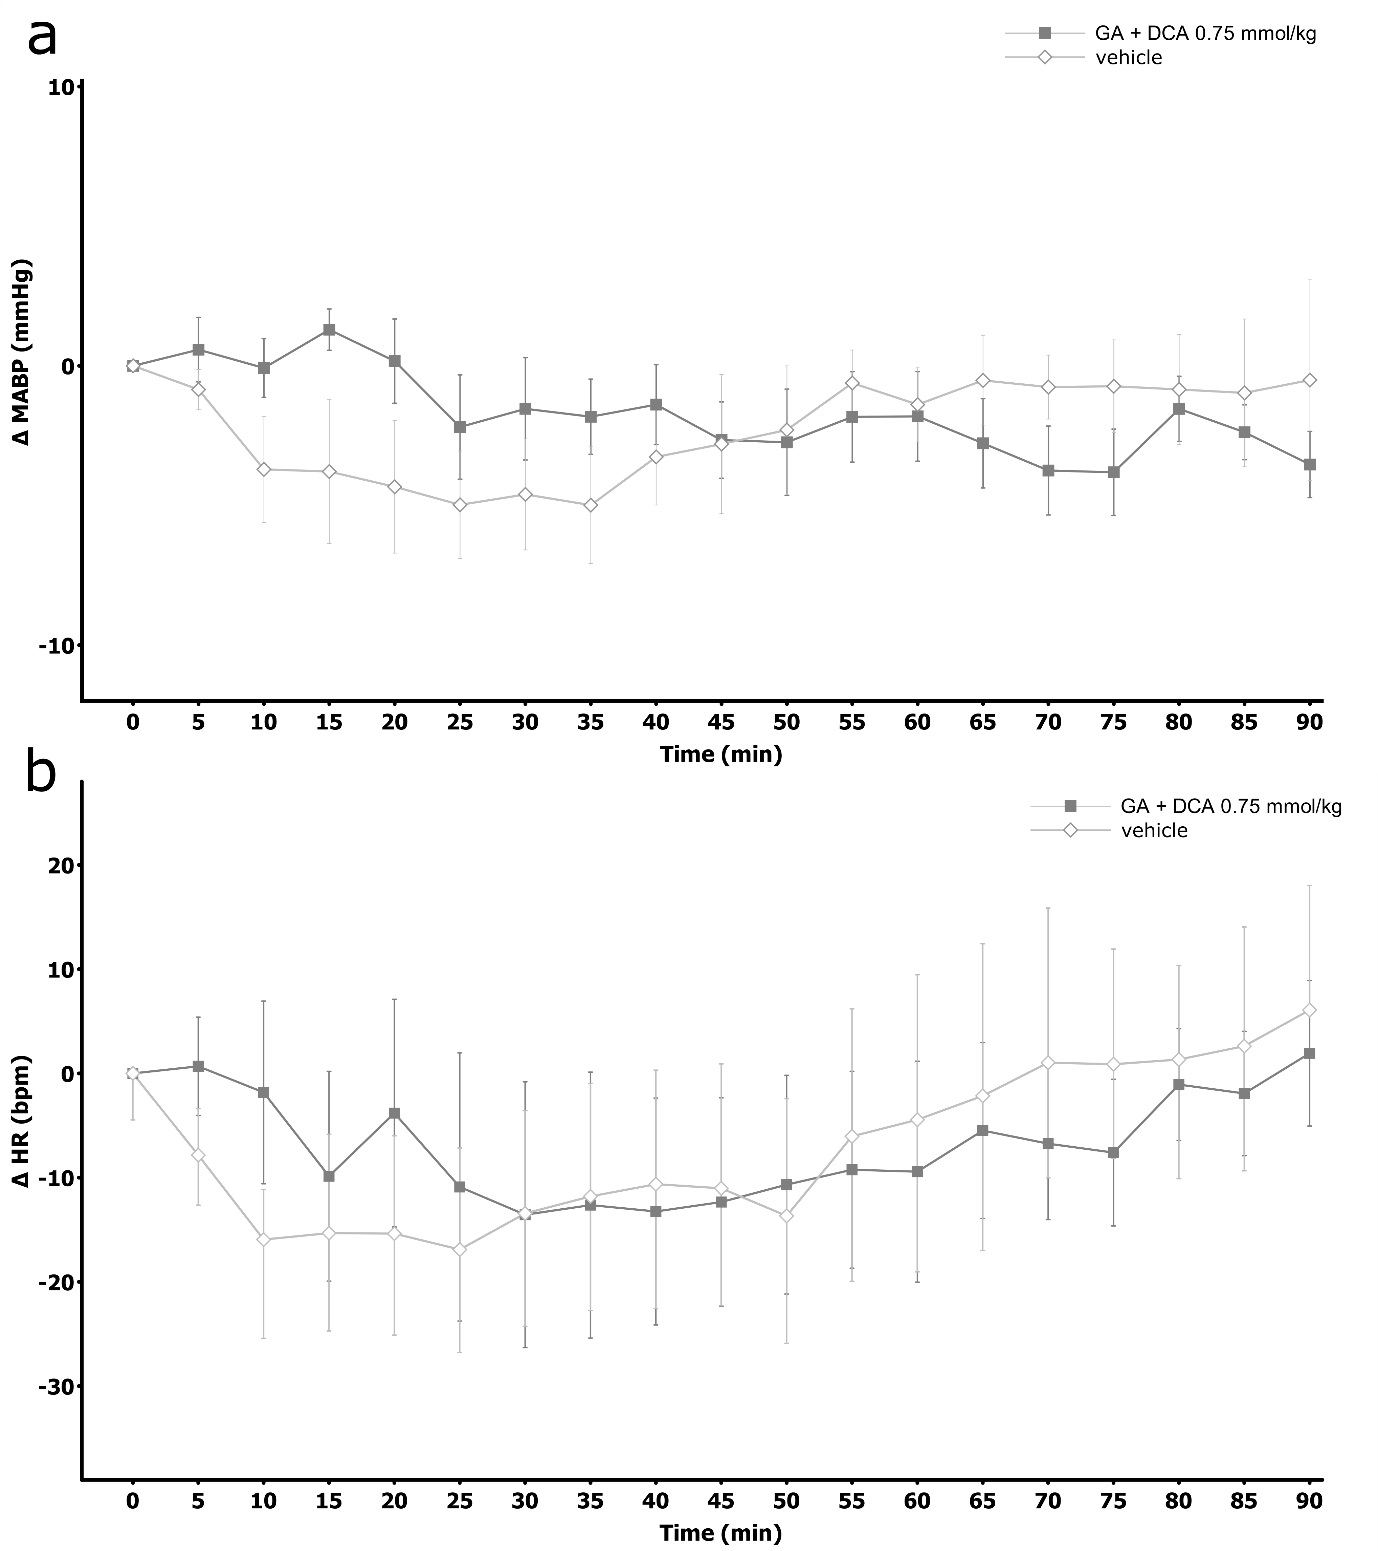 a
GA + DCA 0.75 mmol/kg
vehicle
10
0
-10
Δ MABP (mmHg)
0 5 10 15 20 25 30 35 40 45 50 55 60 65 70 75 80 85 90
Time (min)
b
GA + DCA 0.75 mmol/kg
vehicle
20
10
0
-10
-20
-30
Δ HR (bpm)
0 5 10 15 20 25 30 35 40 45 50 55 60 65 70 75 80 85 90
Time (min)